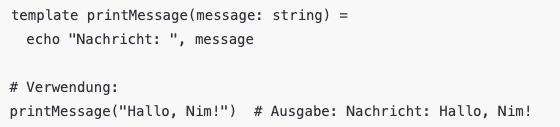 template printMessage(message: string) =
  echo "Nachricht: ", message

# Verwendung:
printMessage("Hallo, Nim!")  # Ausgabe: Nachricht: Hallo, Nim!